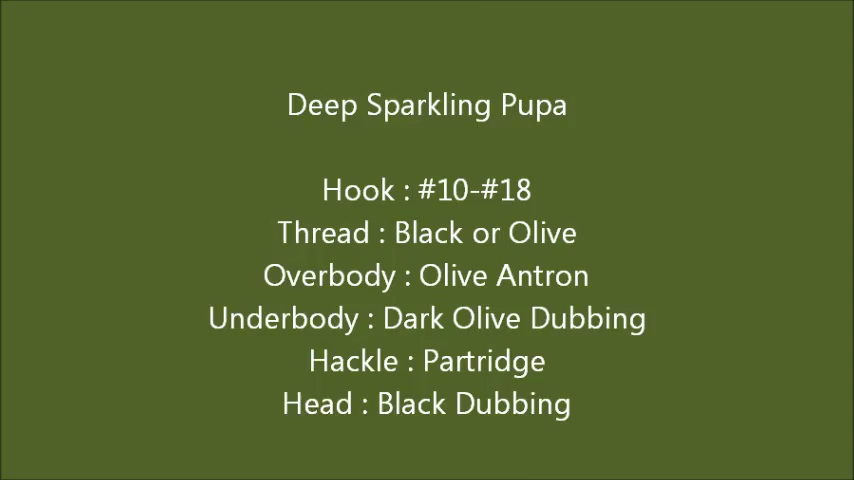 Deep Sparkling Pupa
Hook : #10-#18
Thread : Black or Olive
Overbody : Olive Antron
Underbody : Dark Olive Dubbing
Hackle : Partridge
Head : Black Dubbing